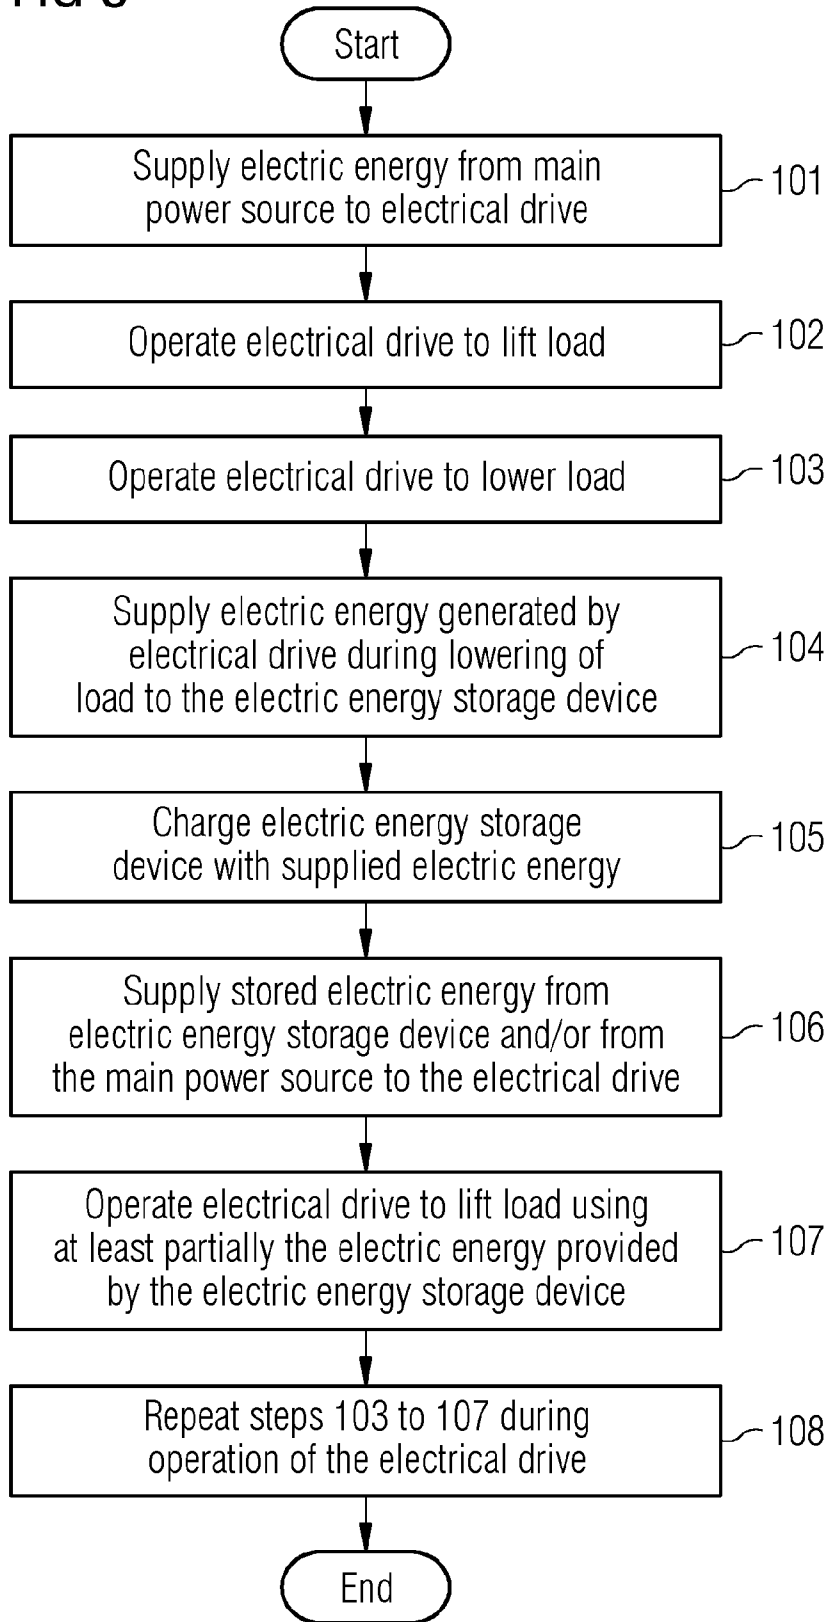 Start
Supply electric energy from main
power source to electrical drive
101
Operate electrical drive to lift load
102
Operate electrical drive to lower load
103
Supply electric energy generated by
electrical drive during lowering of
load to the electric energy storage device
104
Charge electric energy storage
device with supplied electric energy
105
Supply stored electric energy from
electric energy storage device and/or from
the main power source to the electrical drive
106
Operate electrical drive to lift load using
at least partially the electric energy provided
by the electric energy storage device
107
Repeat steps 103 to 107 during
operation of the electrical drive
108
End